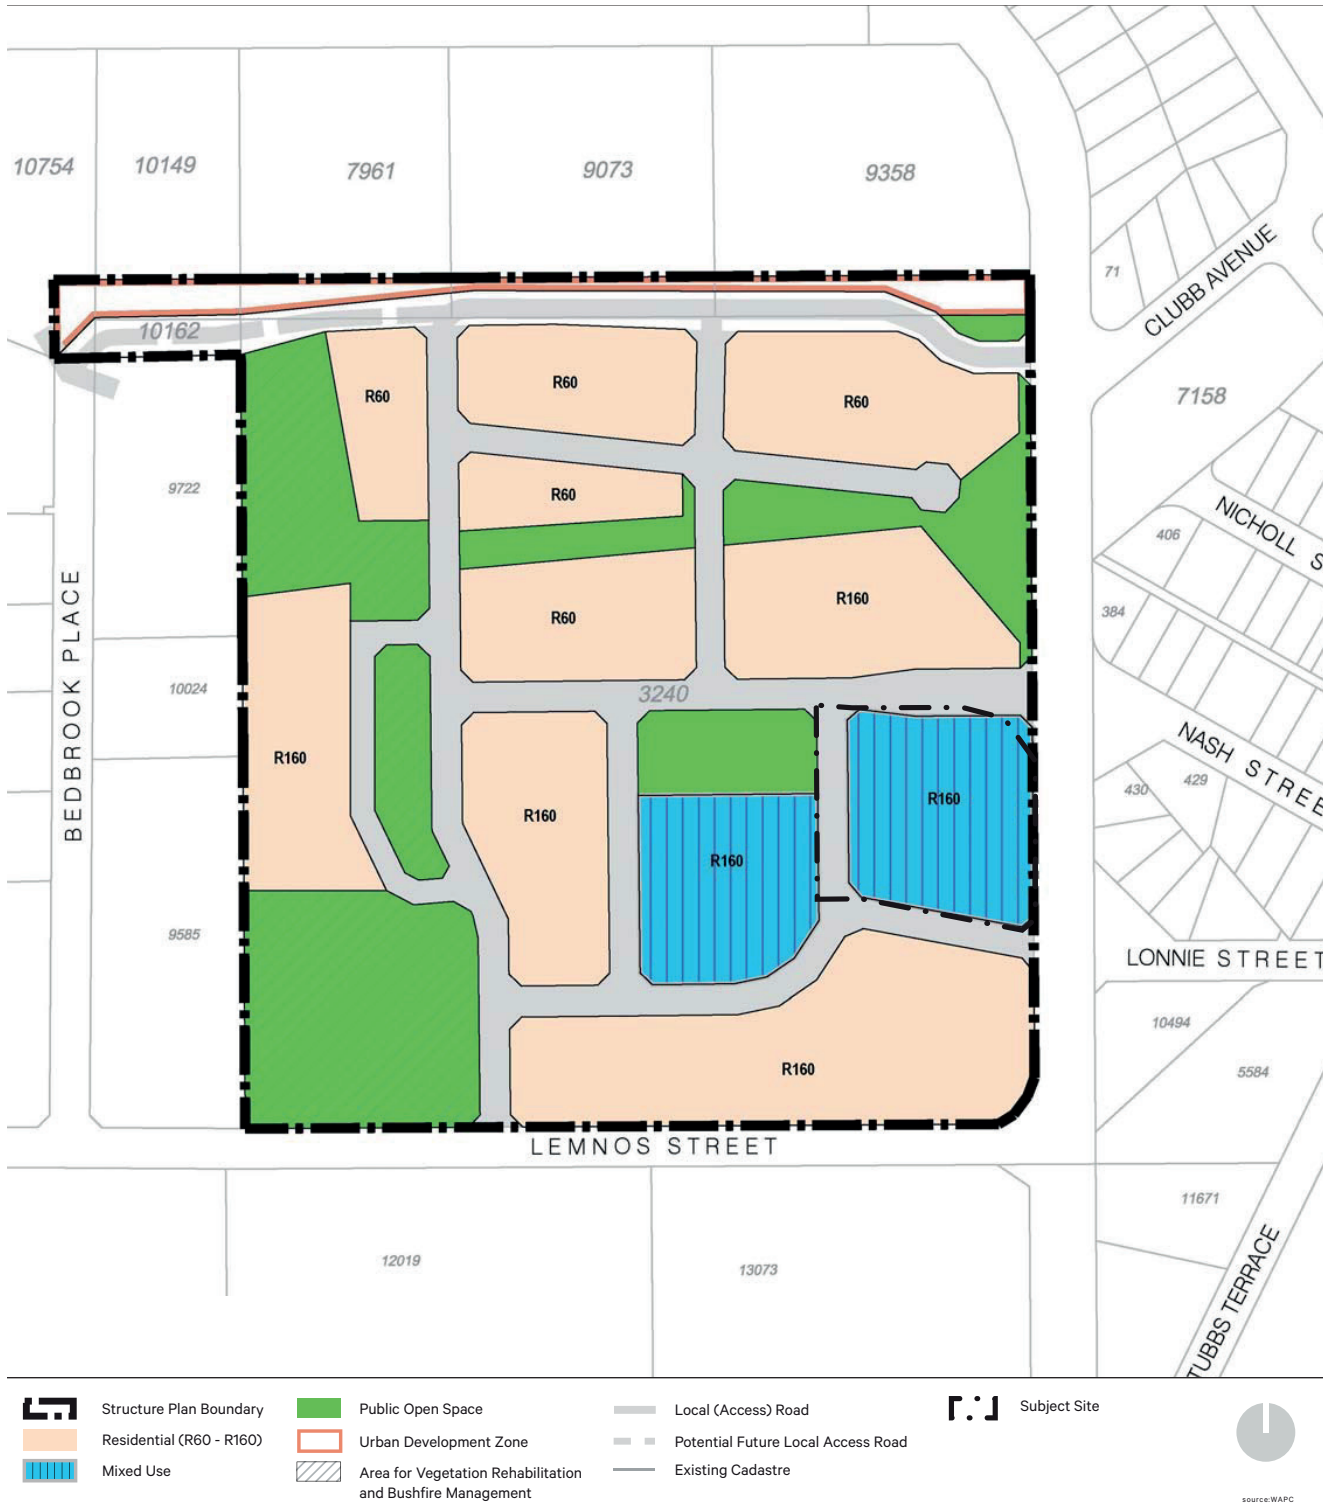 10754
10149
7961
9073
9358
71
CLUBB AVENUE
10162
7158
R60
R60
R60
9722
R60
NICHOLL S
406
384
R60
R160
BEDBROOK PLACE
10024
3240
NASH STREE
R160
R160
R160
R160
430
429
9585
LONNIE STREET
10494
5584
R160
LEMNOS STREET
11671
12019
13073
TUBBS TERRACE
Structure Plan Boundary
Residential (R60 - R160)
Mixed Use
Public Open Space
Urban Development Zone
Area for Vegetation Rehabilitation
and Bushfire Management
Local (Access) Road
Potential Future Local Access Road
Existing Cadastre
Subject Site
source:WAPC